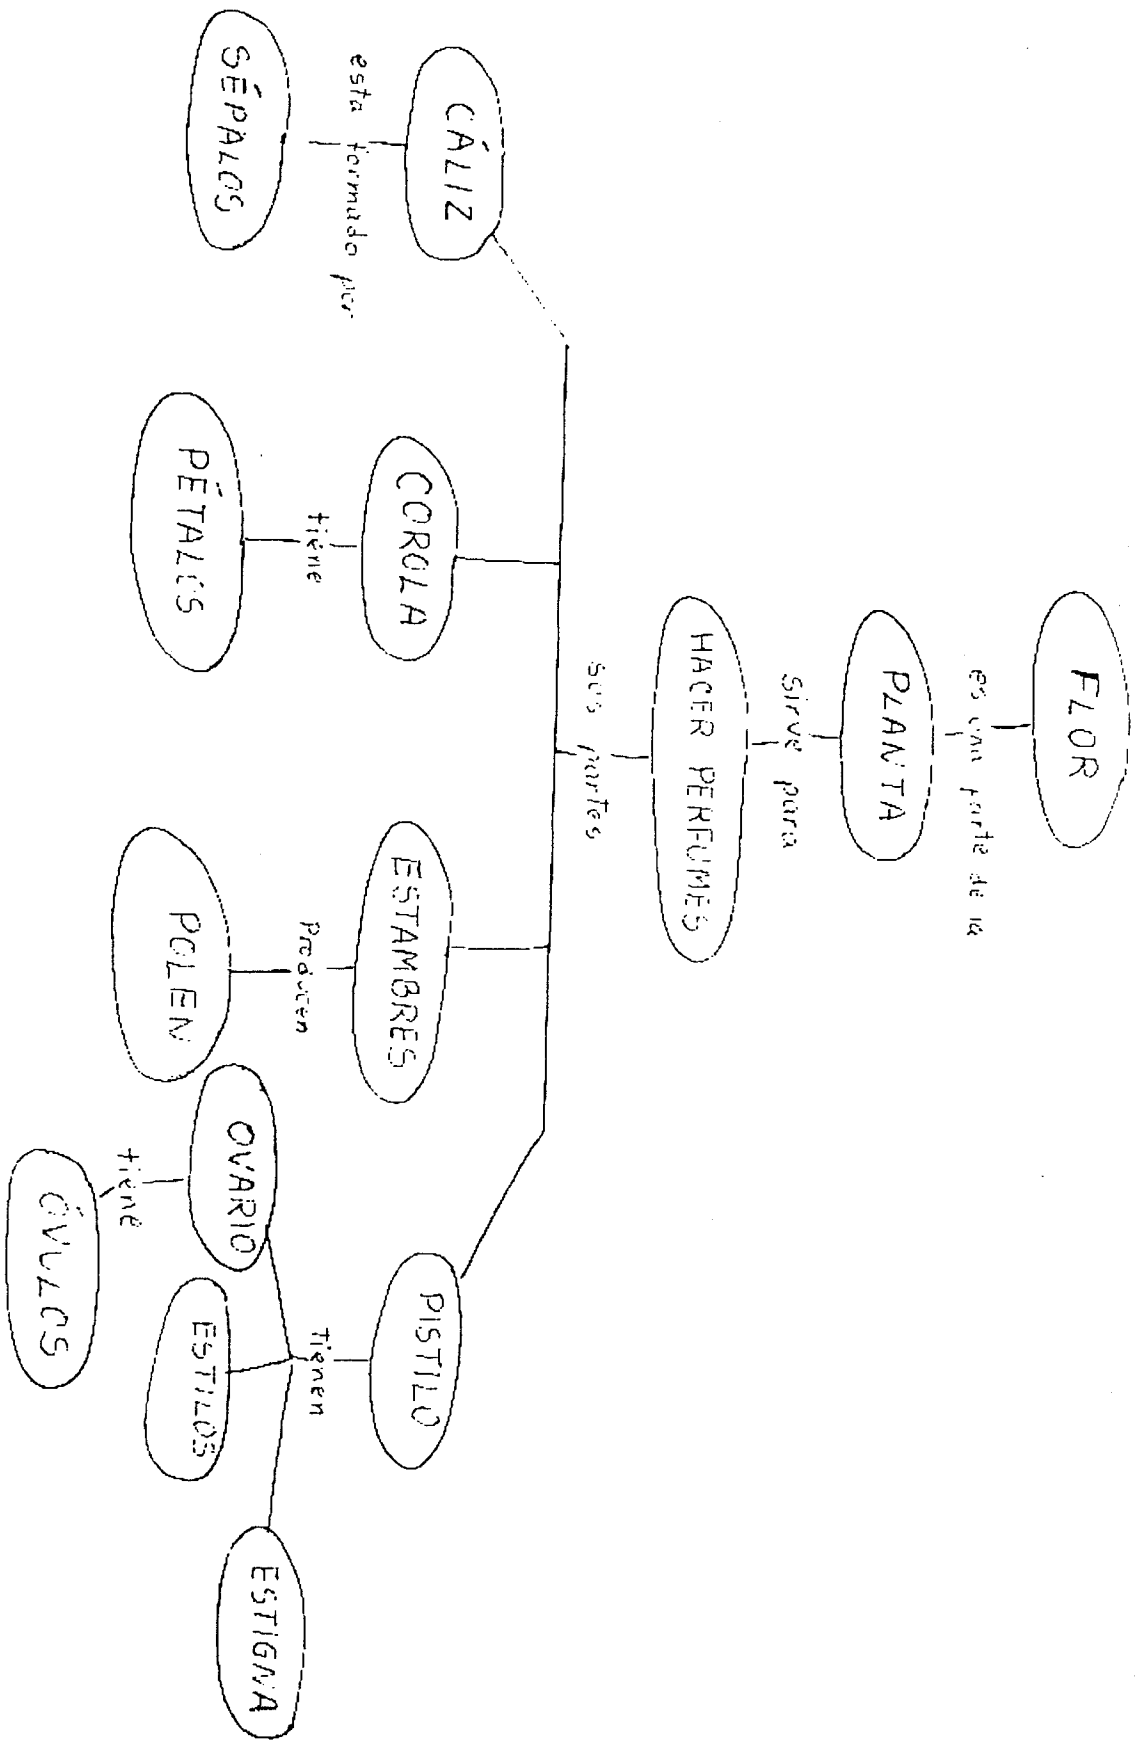 FLOR
es una parte de la
PLANTA
sirve para
HACER PERFUMES
sus partes
CÁLIZ
esta formado por
SÉPALOS
COROLA
tiene
PÉTALOS
ESTAMBRES
Producen
POLEN
PISTILO
Tienen
OVARIO
tiene
ÓVULOS
ESTILOS
ESTIGNA